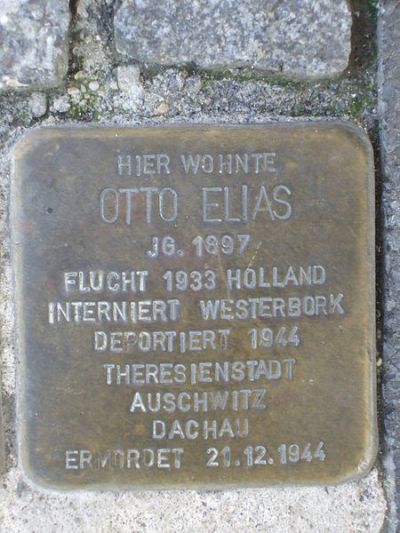 HIER WOHNTE
OTTO ELIAS
JG. 1897
FLUCHT 1933 HOLLAND
INTERNIERT WESTERBORK
DEPORTIERT 1944
THERESIENSTADT
AUSCHWITZ
DACHAU
ERMORDET 21.12.1944